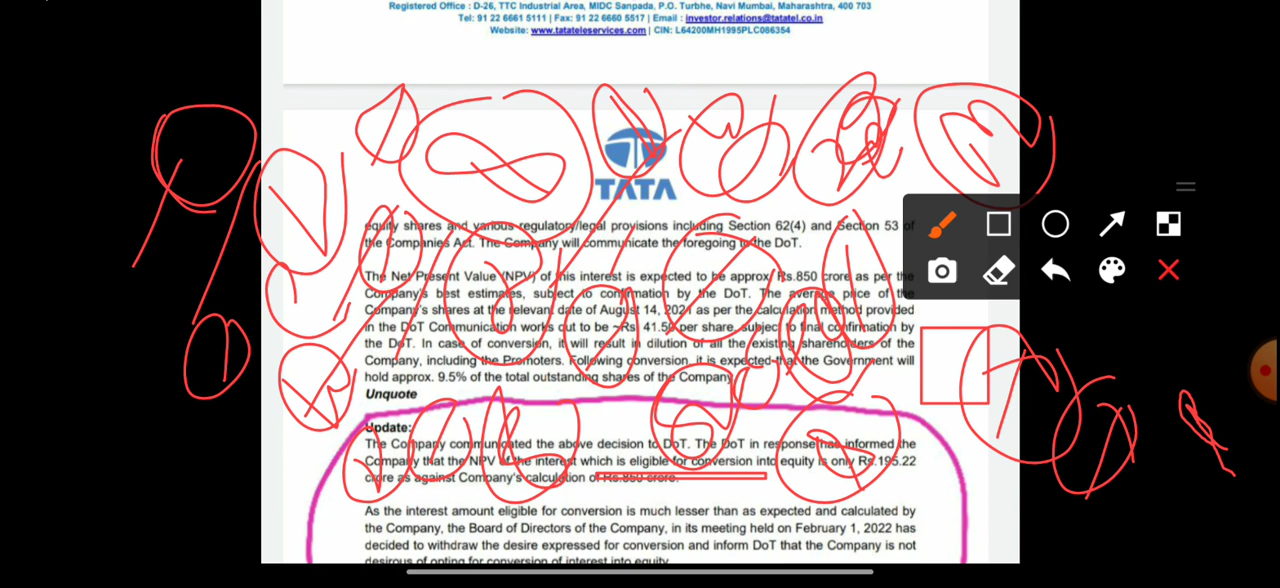 Registered Office : D-26, TTC Industrial Area, MIDC Sanpada, P.O. Turbhe, Navi Mumbai, Maharashtra, 400 703
Tel: 91 22 6661 5111 | Fax: 91 22 6660 5517 | Email : investor.relations@tatatel.co.in
Website: www.tatateleservices.com | CIN: L64200MH1995PLC086354
TATA
equity shares and various regulatory/legal provisions including Section 62(4) and Section 53 of
the Companies Act. The Company will communicate the foregoing to the DoT.
The Net Present Value (NPV) of this interest is expected to be approx. Rs.850 crore as per the
Company's best estimates, subject to confirmation by the DoT. The average price of the
Company's shares at the relevant date of August 14, 2021 as per the calculation method provided
in the DoT Communication works out to be ~Rs. 41.50 per share, subject to final confirmation by
the DoT. In case of conversion, it will result in dilution of all the existing shareholders of the
Company, including the Promoters. Following conversion, it is expected that the Government will
hold approx. 9.5% of the total outstanding shares of the Company
Unquote
Update:
The Company communicated the above decision to DoT. The DoT in response has informed the
Company that the NPV of the interest which is eligible for conversion into equity is only Rs.195.22
crore as against Company's calculation of Rs.850 crore.
As the interest amount eligible for conversion is much lesser than as expected and calculated by
the Company, the Board of Directors of the Company, in its meeting held on February 1, 2022 has
decided to withdraw the desire expressed for conversion and inform DoT that the Company is not
desirous of opting for conversion of interest into equity.